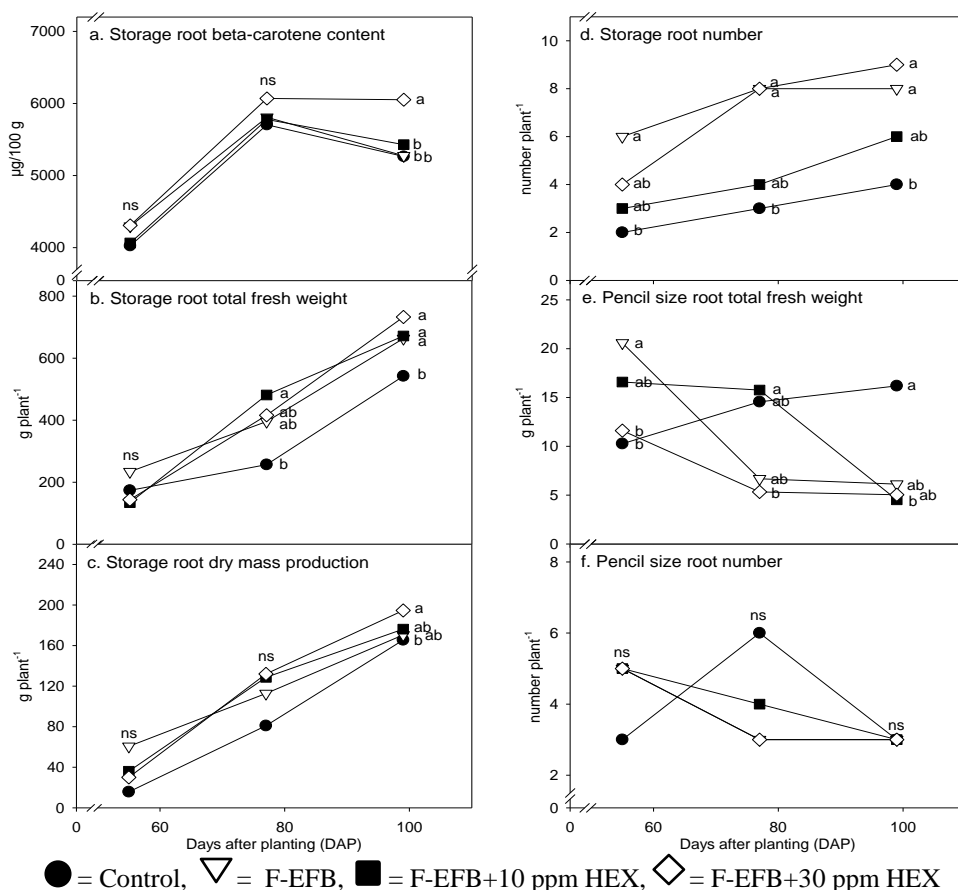 a. Storage root beta-carotene content
7000
6000
5000
4000
0
µg/100 g
ns
ns
a
b
b b
b. Storage root total fresh weight
800
600
400
200
0
g plant-1
ns
a
ab
ab
b
a
a
a
b
c. Storage root dry mass production
240
200
160
120
80
40
0
g plant-1
ns
ns
a
ab
ab
b
0 60 80 100
Days after planting (DAP)
d. Storage root number
10
8
6
4
2
0
number plant-1
a
ab
ab
b
a
a
ab
b
a
a
ab
b
e. Pencil size root total fresh weight
25
20
15
10
5
0
g plant-1
a
ab
b
b
a
ab
ab
b
a
ab
ab
b
f. Pencil size root number
8
6
4
2
0
number plant-1
ns
ns
ns
0 60 80 100
Days after planting (DAP)
= Control, = F-EFB, = F-EFB+10 ppm HEX, = F-EFB+30 ppm HEX